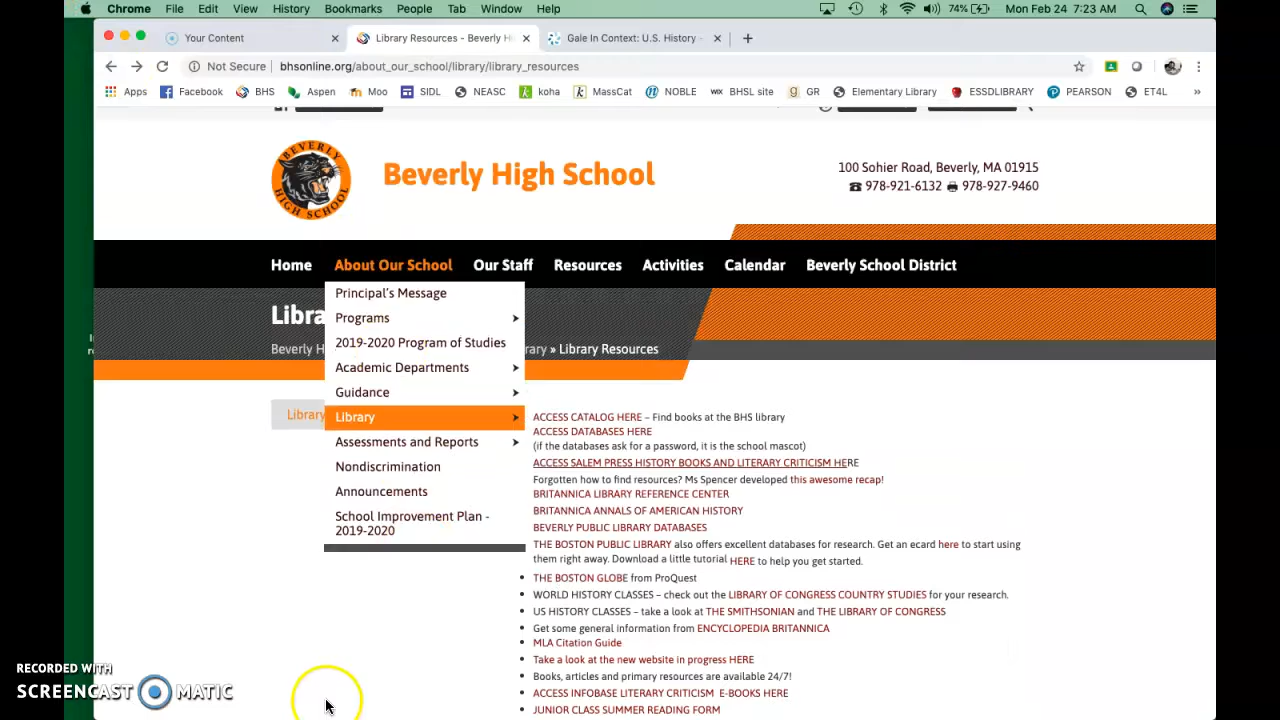 Chrome File Edit View History Bookmarks People Tab Window Help 74% Mon Feb 24 7:23 AM
Your Content Library Resources - Beverly Hi Gale In Context: U.S. History -
Not Secure bhsonline.org/about_our_school/library/library_resources
Apps Facebook BHS Aspen Moo SIDL NEASC koha MassCat NOBLE BHSL site GR Elementary Library ESSDLIBRARY PEARSON ET4L »
BEVERLY HIGH SCHOOL
Beverly High School
100 Sohier Road, Beverly, MA 01915
978-921-6132 978-927-9460
Home About Our School Our Staff Resources Activities Calendar Beverly School District
Principal's Message
Programs
2019-2020 Program of Studies
Academic Departments
Guidance
Library
Assessments and Reports
Nondiscrimination
Announcements
School Improvement Plan -
2019-2020
Libra
Beverly H rary » Library Resources
Library
ACCESS CATALOG HERE – Find books at the BHS library
ACCESS DATABASES HERE
(if the databases ask for a password, it is the school mascot)
ACCESS SALEM PRESS HISTORY BOOKS AND LITERARY CRITICISM HERE
Forgotten how to find resources? Ms Spencer developed this awesome recap!
BRITANNICA LIBRARY REFERENCE CENTER
BRITANNICA ANNALS OF AMERICAN HISTORY
BEVERLY PUBLIC LIBRARY DATABASES
THE BOSTON PUBLIC LIBRARY also offers excellent databases for research. Get an ecard here to start using
them right away. Download a little tutorial HERE to help you get started.
THE BOSTON GLOBE from ProQuest
WORLD HISTORY CLASSES – check out the LIBRARY OF CONGRESS COUNTRY STUDIES for your research.
US HISTORY CLASSES – take a look at THE SMITHSONIAN and THE LIBRARY OF CONGRESS
Get some general information from ENCYCLOPEDIA BRITANNICA
MLA Citation Guide
Take a look at the new website in progress HERE
Books, articles and primary resources are available 24/7!
ACCESS INFOBASE LITERARY CRITICISM E-BOOKS HERE
JUNIOR CLASS SUMMER READING FORM
RECORDED WITH
SCREENCAST MATIC